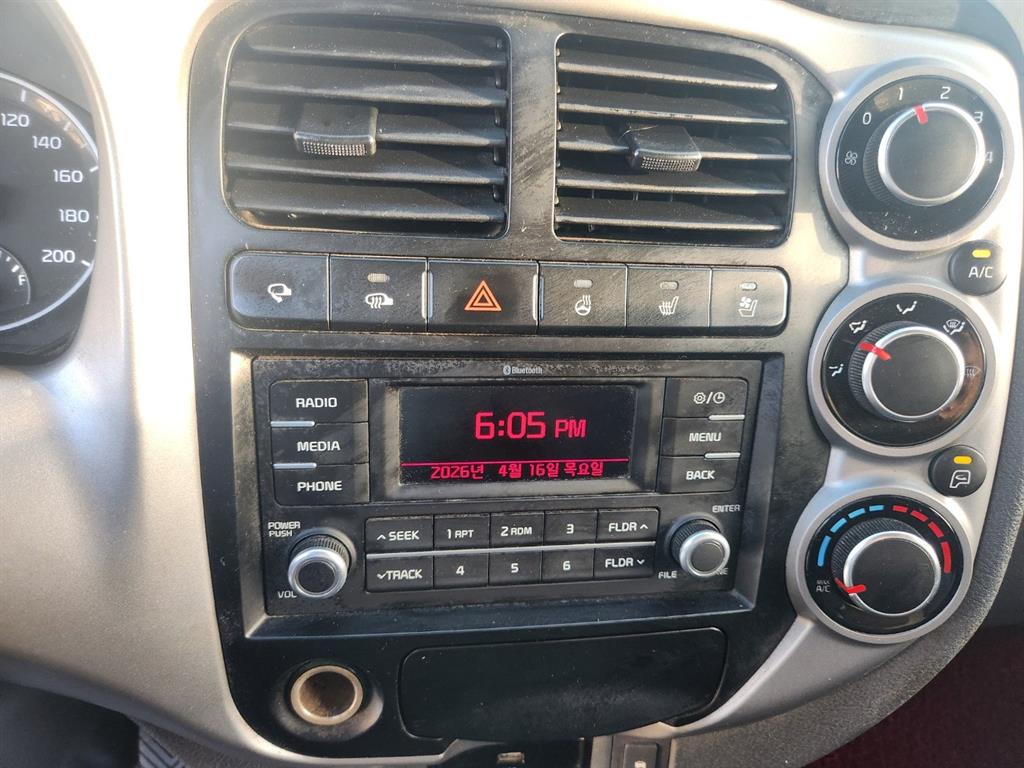 120
140
160
180
200
F
0 1 2 3 4
A/C
Bluetooth
RADIO
MEDIA
PHONE
6:05 PM
2026년 4월 16일 목요일
MENU
BACK
POWER
PUSH
VOL
ENTER
FILE
∧ SEEK 1 RPT 2 RDM 3 FLDR ∧
∨TRACK 4 5 6 FLDR ∨
MAX
A/C